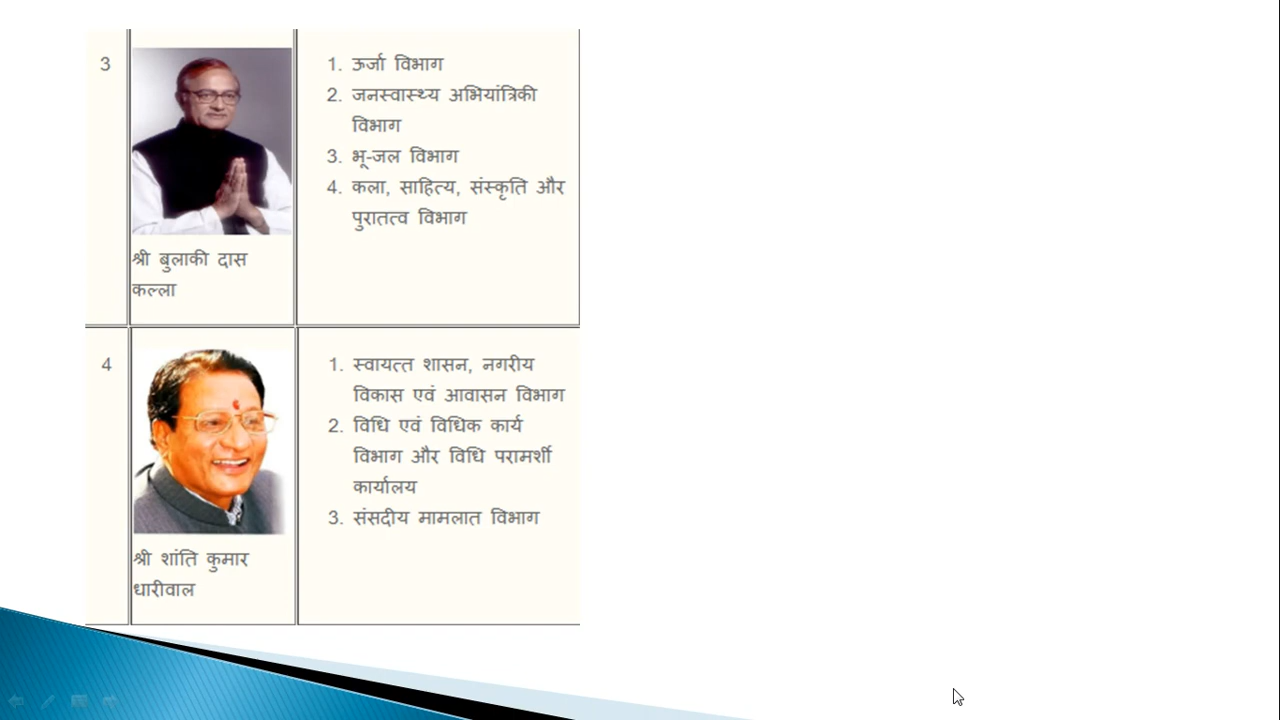 3
1. ऊर्जा विभाग
2. जनस्वास्थ्य अभियांत्रिकी
विभाग
3. भू-जल विभाग
4. कला, साहित्य, संस्कृति और
पुरातत्व विभाग
श्री बुलाकी दास
कल्ला
4
1. स्वायत्त शासन, नगरीय
विकास एवं आवासन विभाग
2. विधि एवं विधिक कार्य
विभाग और विधि परामर्शी
कार्यालय
3. संसदीय मामलात विभाग
श्री शांति कुमार
धारीवाल